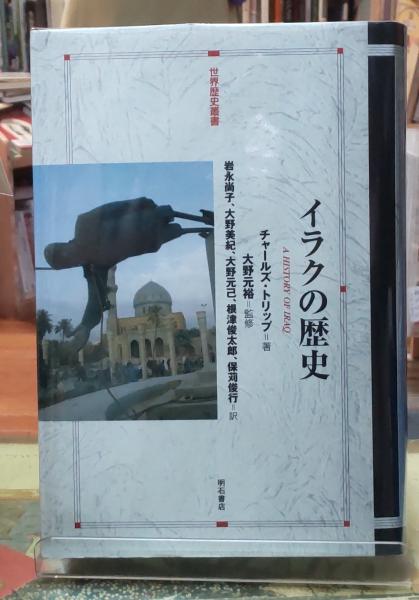 世界歴史叢書
イラクの歴史
A HISTORY OF IRAQ
チャールズ・トリップ=著
大野元裕=監修
岩永尚子、大野美紀、大野元己、根津俊太郎、保苅俊行=訳
明石書店